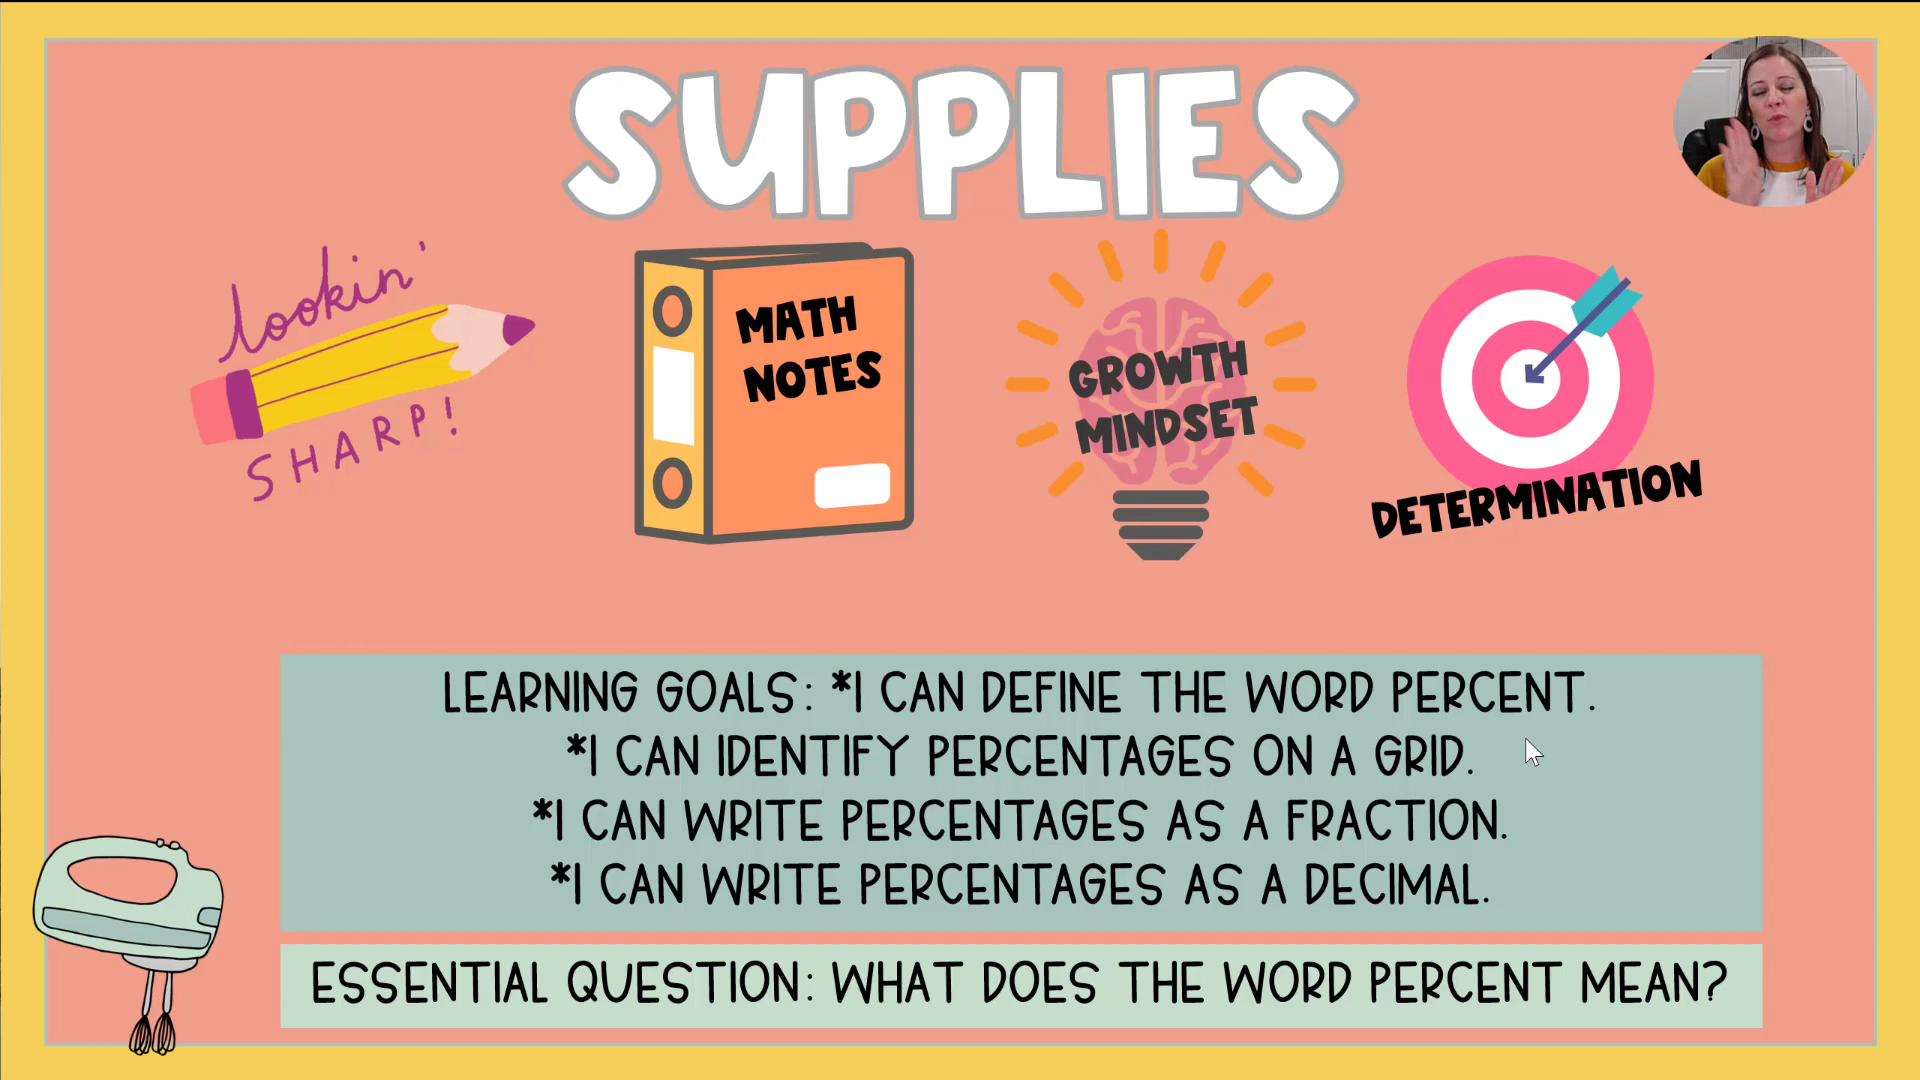 SUPPLIES
lookin'
SHARP!
MATH
NOTES
GROWTH
MINDSET
DETERMINATION
LEARNING GOALS: *I CAN DEFINE THE WORD PERCENT.
*I CAN IDENTIFY PERCENTAGES ON A GRID.
*I CAN WRITE PERCENTAGES AS A FRACTION.
*I CAN WRITE PERCENTAGES AS A DECIMAL.
ESSENTIAL QUESTION: WHAT DOES THE WORD PERCENT MEAN?